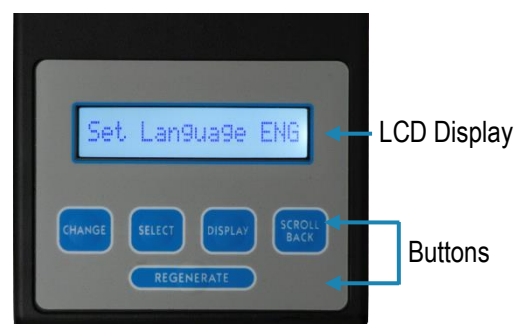 Set Language ENG
LCD Display
CHANGE
SELECT
DISPLAY
SCROLL
BACK
Buttons
REGENERATE